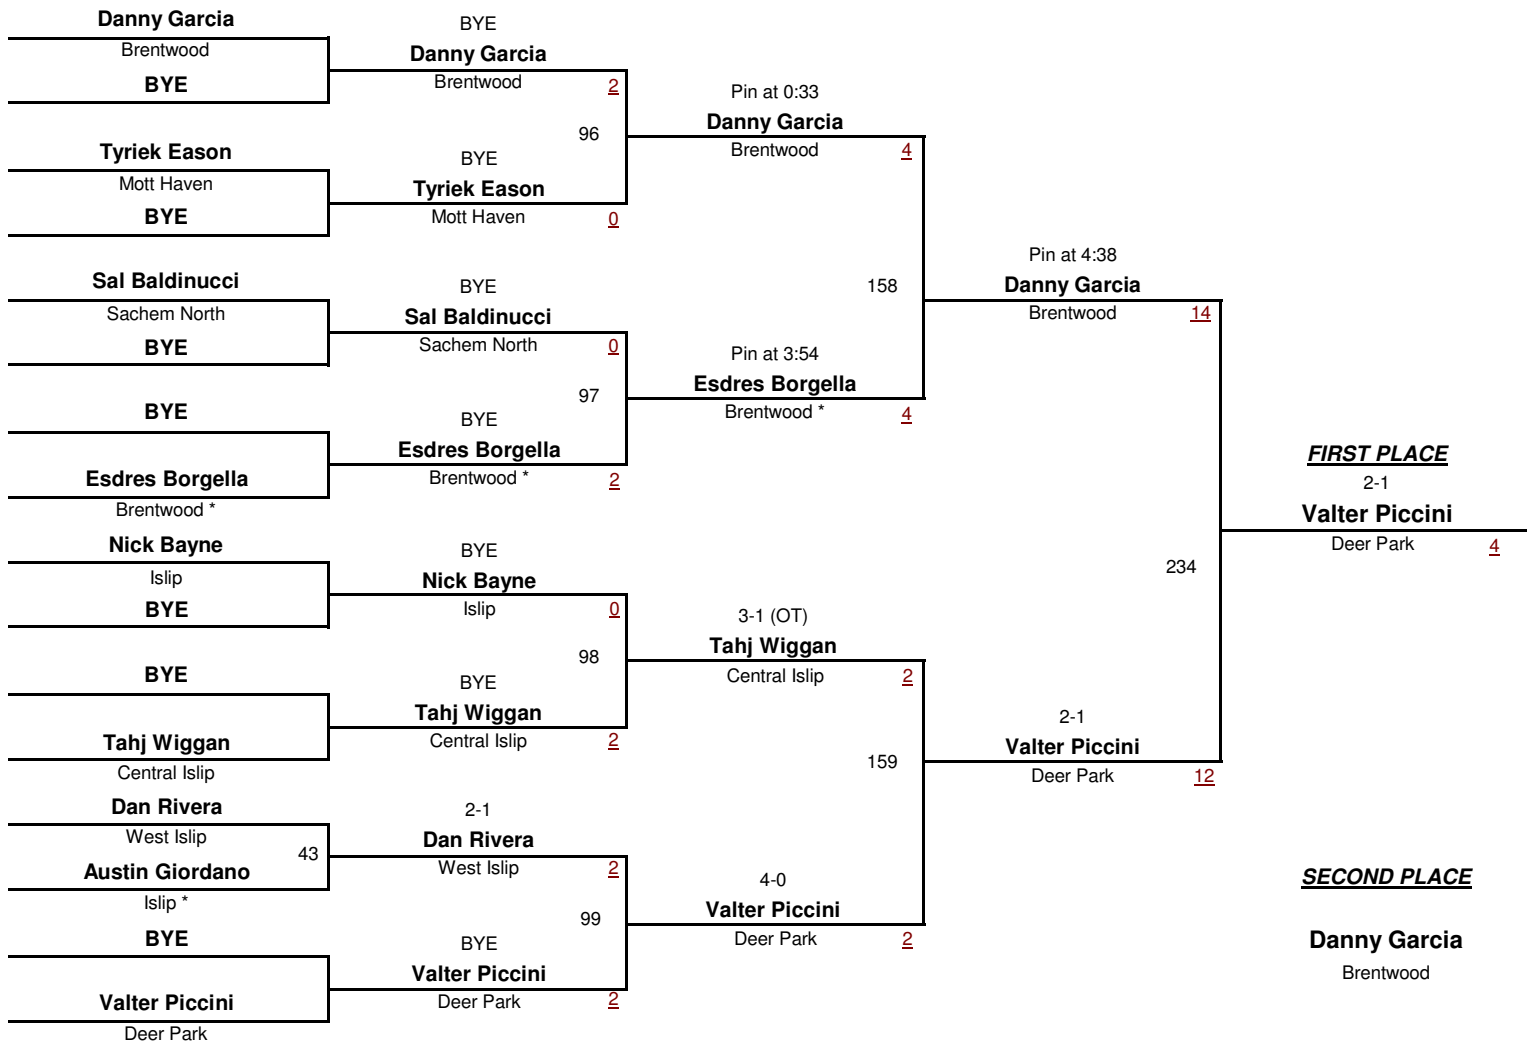 Danny Garcia
Brentwood
BYE
Tyriek Eason
Mott Haven
BYE
Sal Baldinucci
Sachem North
BYE
BYE
Esdres Borgella
Brentwood *
Nick Bayne
Islip
BYE
BYE
Tahj Wiggan
Central Islip
Dan Rivera
West Islip
43
Austin Giordano
Islip *
BYE
Valter Piccini
Deer Park
BYE
Danny Garcia
Brentwood
2
96
BYE
Tyriek Eason
Mott Haven
0
BYE
Sal Baldinucci
Sachem North
0
97
BYE
Esdres Borgella
Brentwood *
2
BYE
Nick Bayne
Islip
0
98
BYE
Tahj Wiggan
Central Islip
2
2-1
Dan Rivera
West Islip
2
99
BYE
Valter Piccini
Deer Park
2
Pin at 0:33
Danny Garcia
Brentwood
4
158
Pin at 3:54
Esdres Borgella
Brentwood *
4
3-1 (OT)
Tahj Wiggan
Central Islip
2
159
4-0
Valter Piccini
Deer Park
2
Pin at 4:38
Danny Garcia
Brentwood
14
234
2-1
Valter Piccini
Deer Park
12
FIRST PLACE
2-1
Valter Piccini
Deer Park
4
SECOND PLACE
Danny Garcia
Brentwood